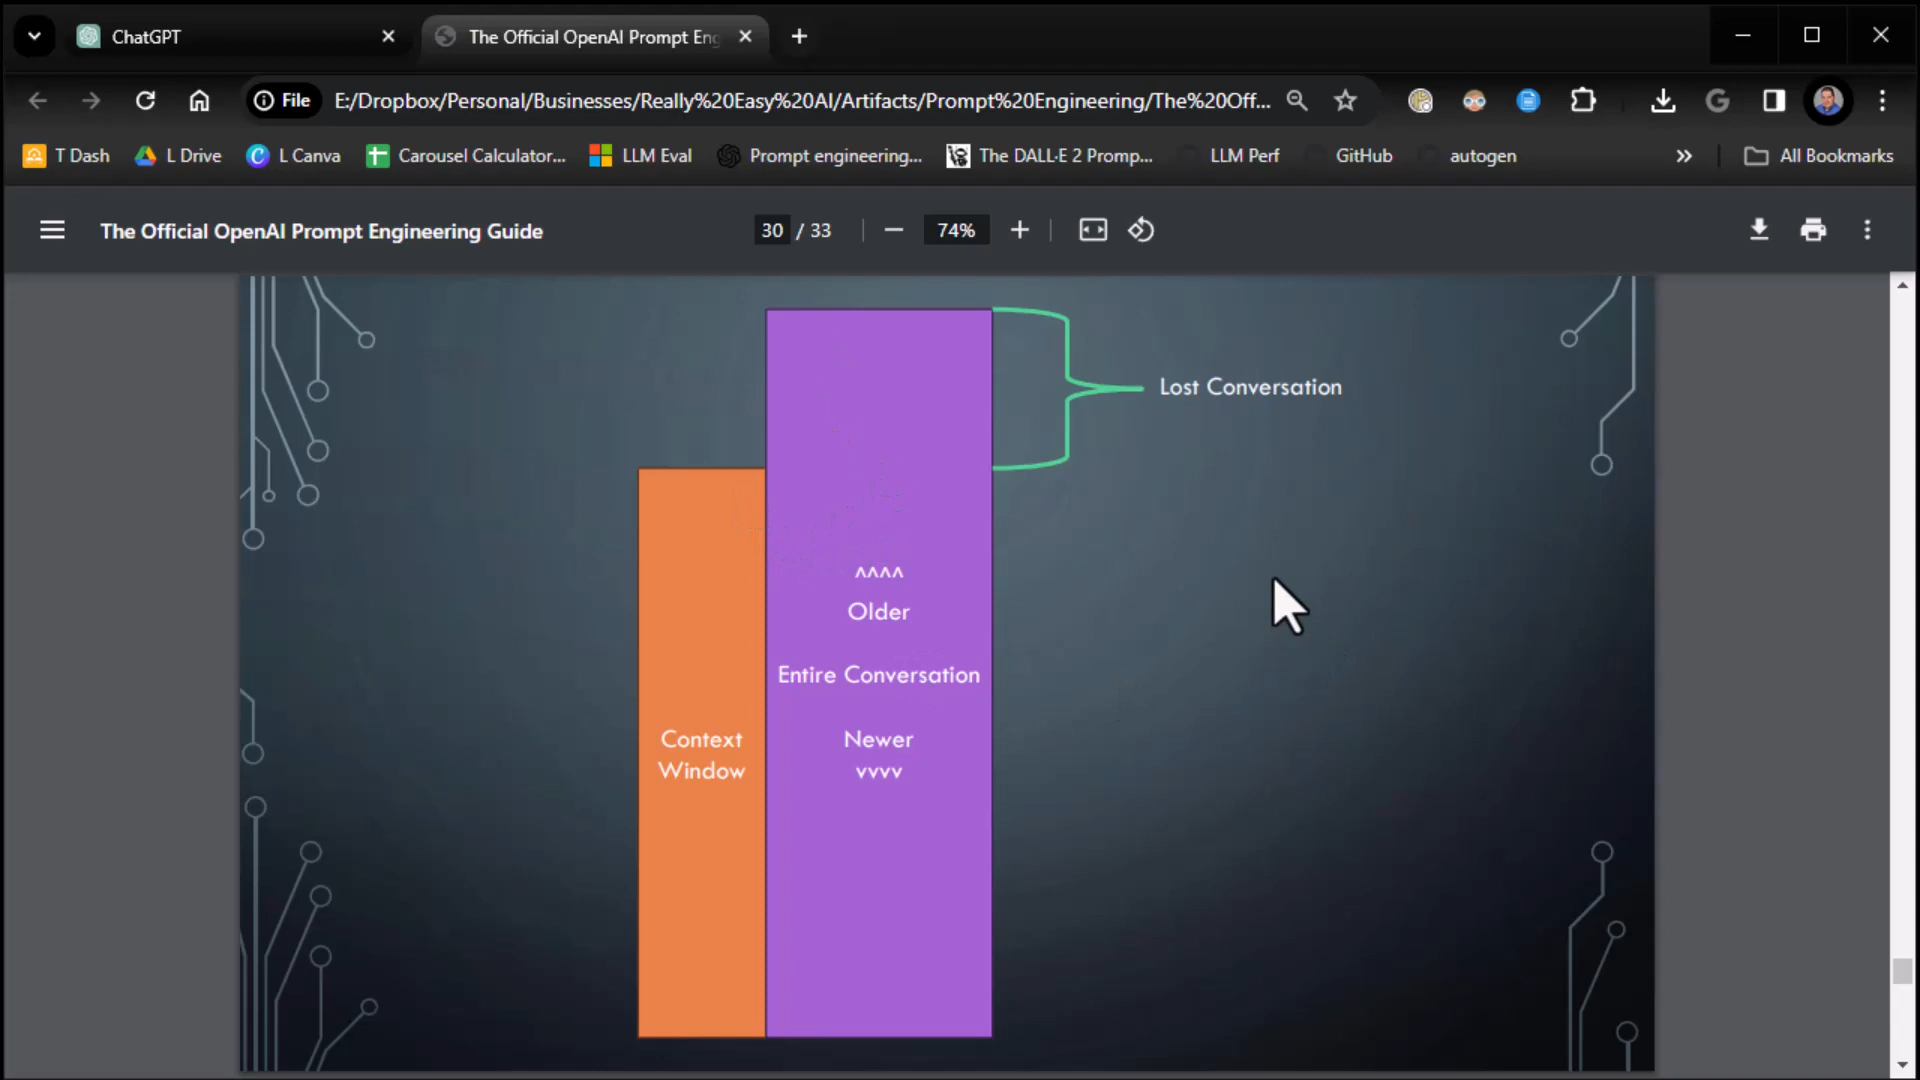 ChatGPT
The Official OpenAI Prompt Eng
File
E:/Dropbox/Personal/Businesses/Really%20Easy%20AI/Artifacts/Prompt%20Engineering/The%20Off...
T Dash
L Drive
L Canva
Carousel Calculator...
LLM Eval
Prompt engineering...
The DALL·E 2 Promp...
LLM Perf
GitHub
autogen
»
All Bookmarks
The Official OpenAI Prompt Engineering Guide
30 / 33
74%
Lost Conversation
^^^^
Older
Entire Conversation
Context
Window
Newer
vvvv